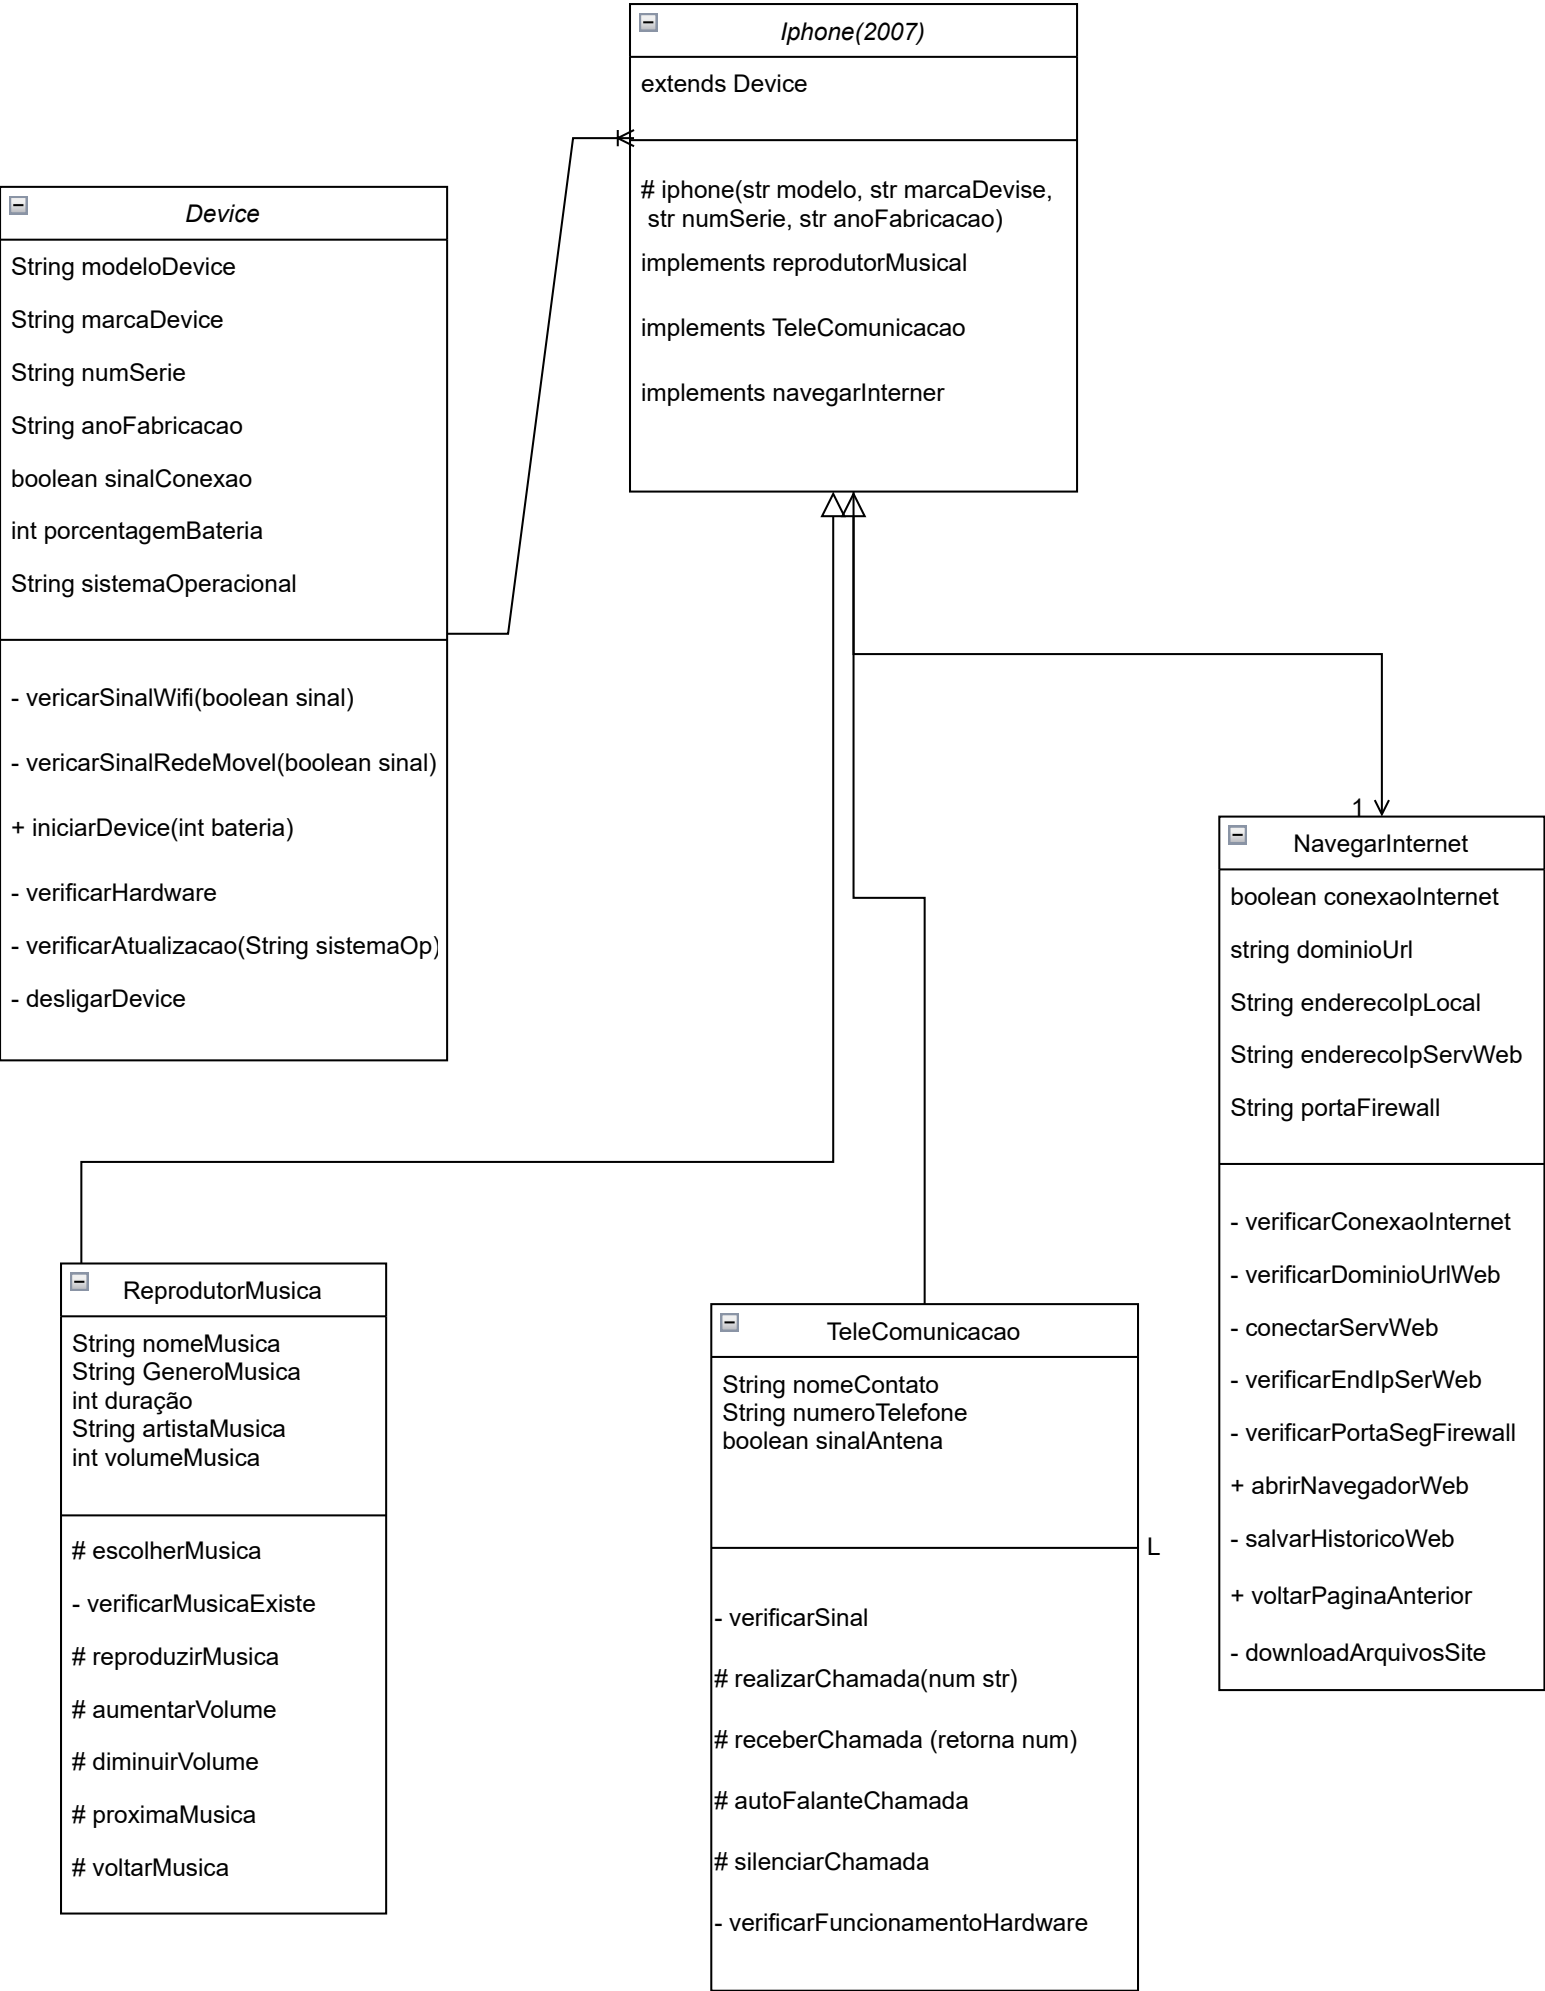 Iphone(2007)
extends Device
# iphone(str modelo, str marcaDevise,
str numSerie, str anoFabricacao)
implements reprodutorMusical
implements TeleComunicacao
implements navegarInterner
Device
String modeloDevice
String marcaDevice
String numSerie
String anoFabricacao
boolean sinalConexao
int porcentagemBateria
String sistemaOperacional
- vericarSinalWifi(boolean sinal)
- vericarSinalRedeMovel(boolean sinal)
+ iniciarDevice(int bateria)
- verificarHardware
- verificarAtualizacao(String sistemaOp)
- desligarDevice
1
NavegarInternet
boolean conexaoInternet
string dominioUrl
String enderecoIpLocal
String enderecoIpServWeb
String portaFirewall
- verificarConexaoInternet
- verificarDominioUrlWeb
- conectarServWeb
- verificarEndIpSerWeb
- verificarPortaSegFirewall
+ abrirNavegadorWeb
- salvarHistoricoWeb
+ voltarPaginaAnterior
- downloadArquivosSite
ReprodutorMusica
String nomeMusica
String GeneroMusica
int duração
String artistaMusica
int volumeMusica
# escolherMusica
- verificarMusicaExiste
# reproduzirMusica
# aumentarVolume
# diminuirVolume
# proximaMusica
# voltarMusica
TeleComunicacao
String nomeContato
String numeroTelefone
boolean sinalAntena
L
- verificarSinal
# realizarChamada(num str)
# receberChamada (retorna num)
# autoFalanteChamada
# silenciarChamada
- verificarFuncionamentoHardware